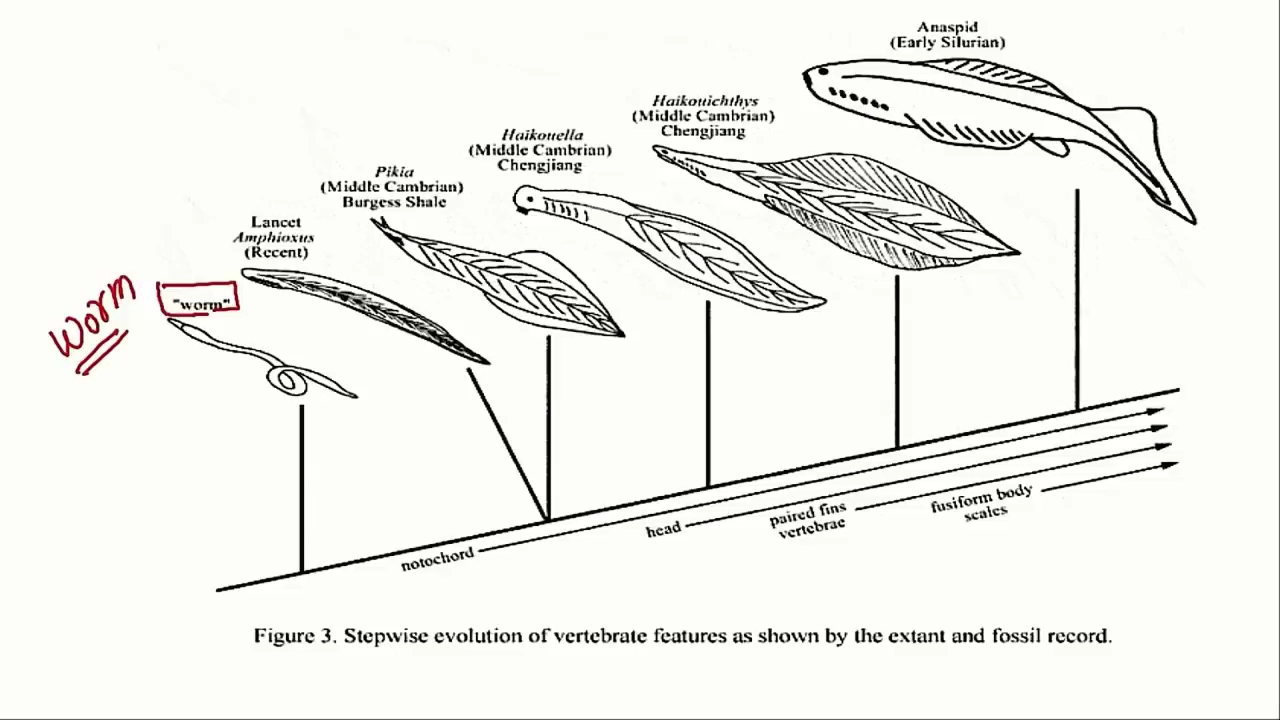 Anaspid
(Early Silurian)
Haikouichthys
(Middle Cambrian)
Chengjiang
Haikouella
(Middle Cambrian)
Chengjiang
Pikia
(Middle Cambrian)
Burgess Shale
Lancet
Amphioxus
(Recent)
"worm"
Worm
notochord
head
paired fins
vertebrae
fusiform body
scales
Figure 3. Stepwise evolution of vertebrate features as shown by the extant and fossil record.